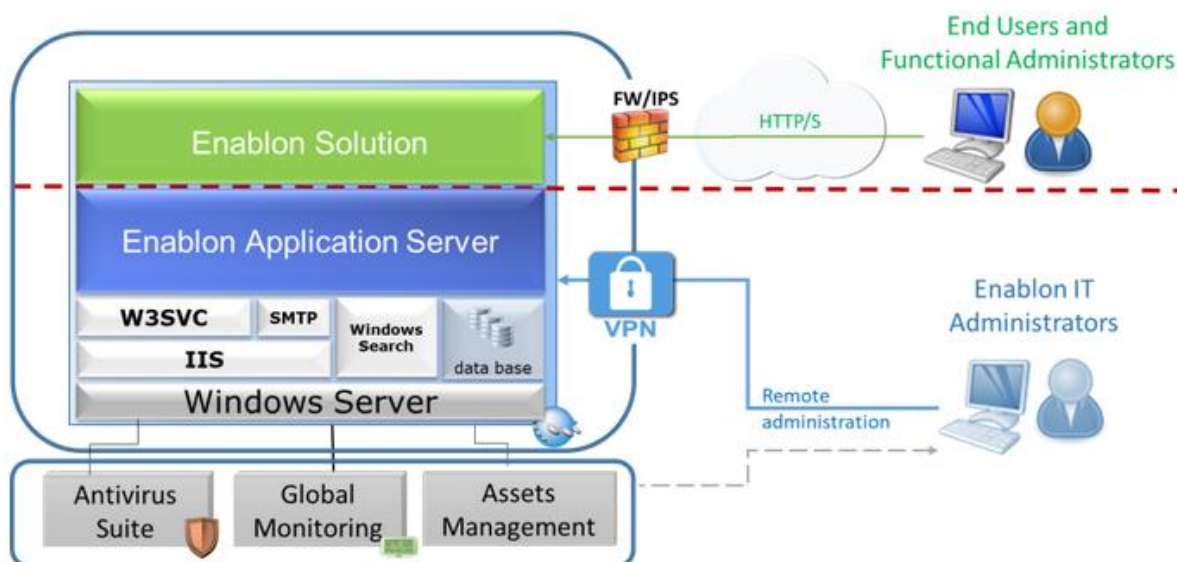 End Users and
Functional Administrators
FW/IPS
HTTP/S
Enablon Solution
Enablon Application Server
W3SVC
SMTP
Windows
Search
IIS
data base
Windows Server
VPN
Enablon IT
Administrators
Remote
administration
Antivirus
Suite
Global
Monitoring
Assets
Management